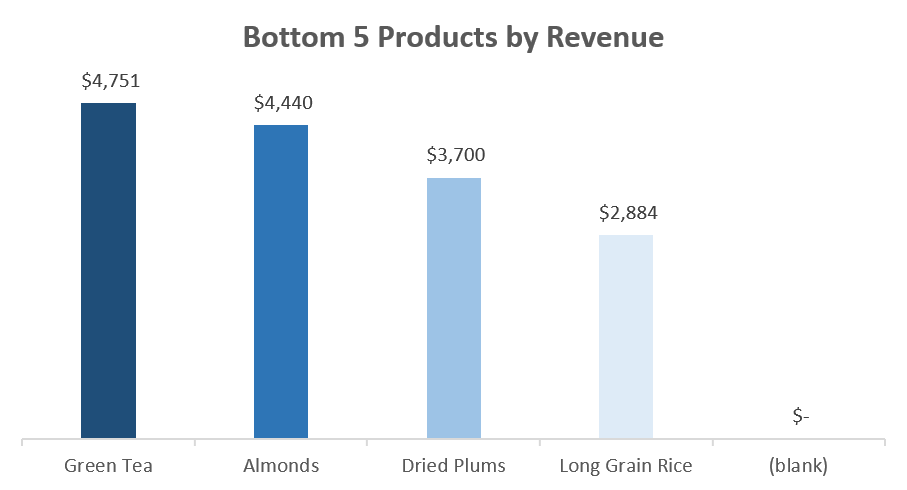 Bottom 5 Products by Revenue
$4,751
$4,440
$3,700
$2,884
$-
Green Tea
Almonds
Dried Plums
Long Grain Rice
(blank)